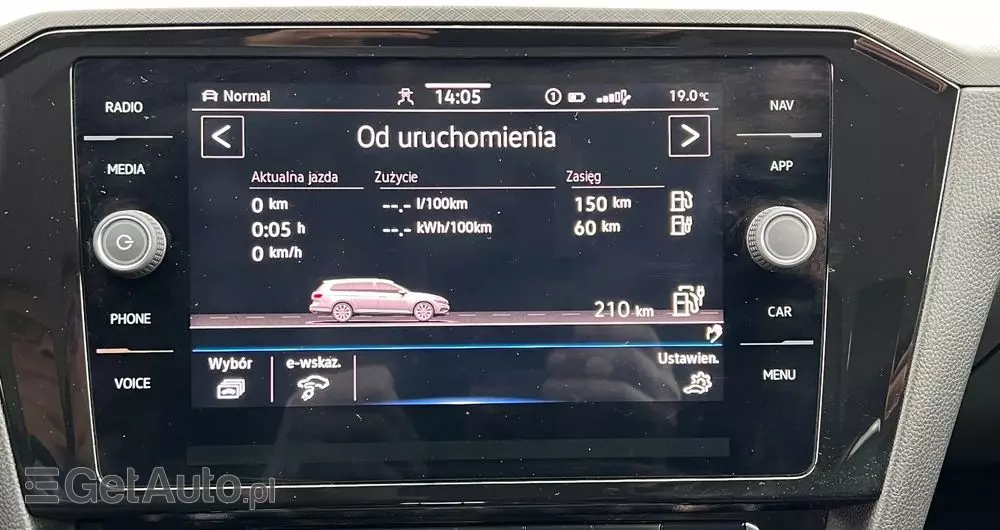 RADIO
MEDIA
PHONE
VOICE
Normal
14:05
1
19.0°C
<
Od uruchomienia
>
Aktualna jazda Zużycie Zasięg
0 km --.- l/100km 150 km
0:05 h --.- kWh/100km 60 km
0 km/h
210 km
Wybór e-wskaz. Ustawien.
NAV
APP
CAR
MENU
GetAuto.pl